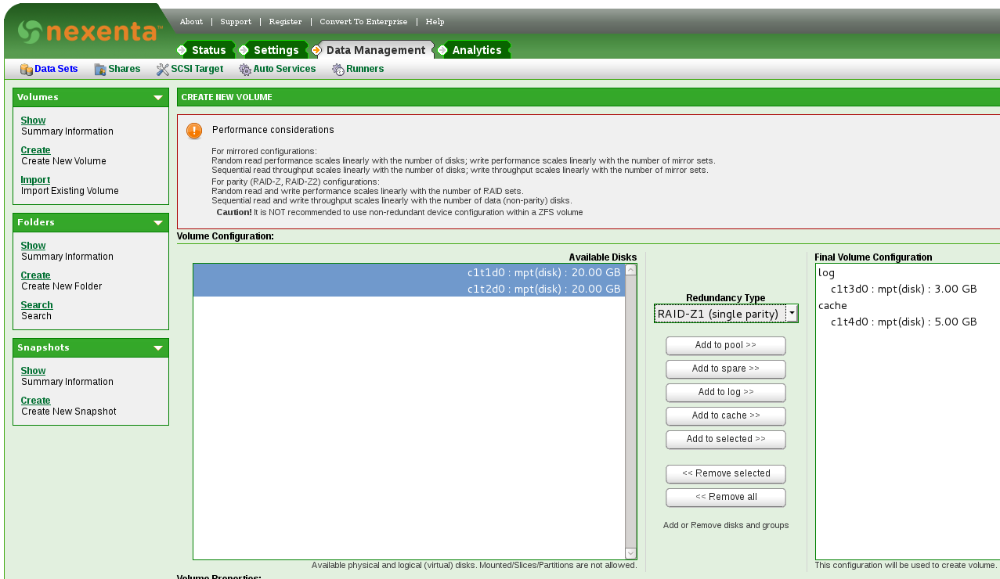 nexenta™
About | Support | Register | Convert To Enterprise | Help
Status Settings Data Management Analytics
Data Sets Shares SCSI Target Auto Services Runners
Volumes
Show
Summary Information
Create
Create New Volume
Import
Import Existing Volume
Folders
Show
Summary Information
Create
Create New Folder
Search
Search
Snapshots
Show
Summary Information
Create
Create New Snapshot
CREATE NEW VOLUME
Performance considerations
For mirrored configurations:
Random read performance scales linearly with the number of disks; write performance scales linearly with the number of mirror sets.
Sequential read throughput scales linearly with the number of disks; write throughput scales linearly with the number of mirror sets.
For parity (RAID-Z, RAID-Z2) configurations:
Random read and write performance scales linearly with the number of RAID sets.
Sequential read and write throughput scales linearly with the number of data (non-parity) disks.
Caution! It is NOT recommended to use non-redundant device configuration within a ZFS volume
Volume Configuration:
Available Disks
c1t1d0 : mpt(disk) : 20.00 GB
c1t2d0 : mpt(disk) : 20.00 GB
Available physical and logical (virtual) disks. Mounted/Slices/Partitions are not allowed.
Redundancy Type
RAID-Z1 (single parity)
Add to pool >>
Add to spare >>
Add to log >>
Add to cache >>
Add to selected >>
<< Remove selected
<< Remove all
Add or Remove disks and groups
Final Volume Configuration
log
c1t3d0 : mpt(disk) : 3.00 GB
cache
c1t4d0 : mpt(disk) : 5.00 GB
This configuration will be used to create volume.
Volume Properties: